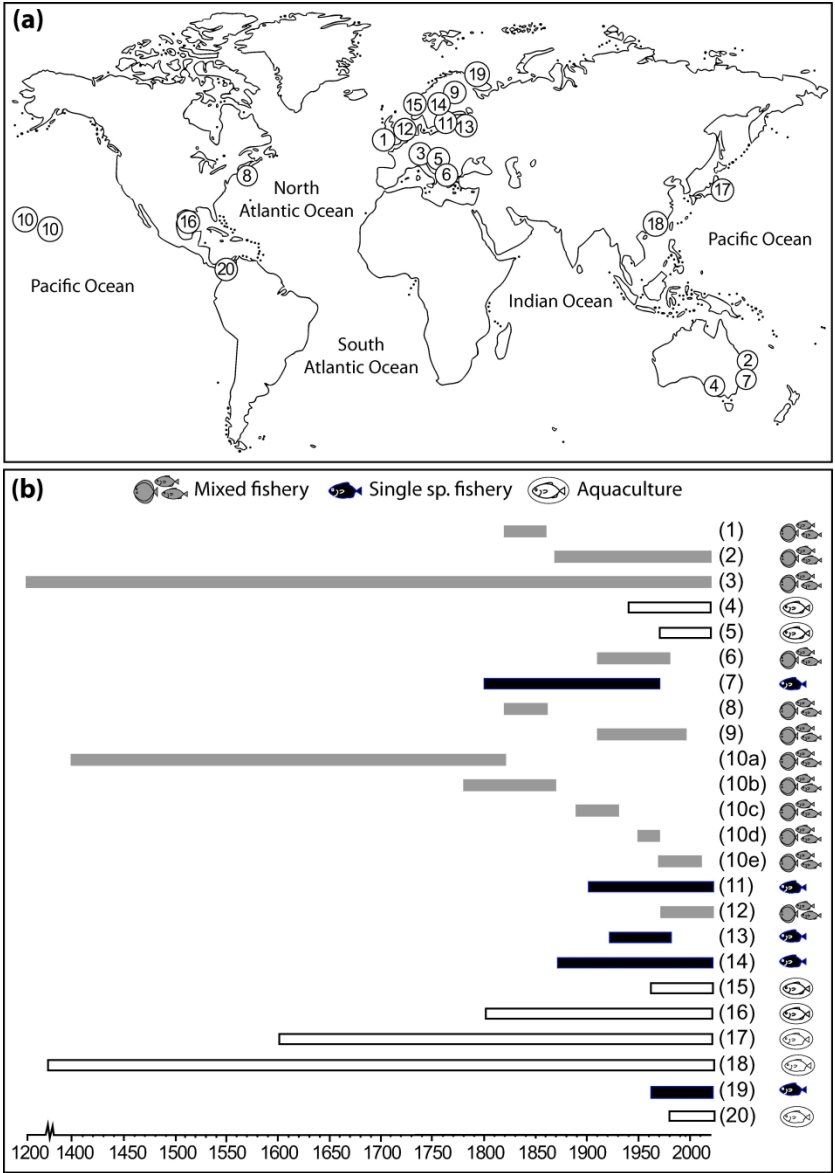 (a)
19
9
15
14
12
11
13
1
3
5
6
8
North
Atlantic Ocean
17
10
10
16
18
Pacific Ocean
20
Pacific Ocean
Indian Ocean
South
Atlantic Ocean
2
7
4
(b)
Mixed fishery
Single sp. fishery
Aquaculture
(1)
(2)
(3)
(4)
(5)
(6)
(7)
(8)
(9)
(10a)
(10b)
(10c)
(10d)
(10e)
(11)
(12)
(13)
(14)
(15)
(16)
(17)
(18)
(19)
(20)
1200 1400 1450 1500 1550 1600 1650 1700 1750 1800 1850 1900 1950 2000